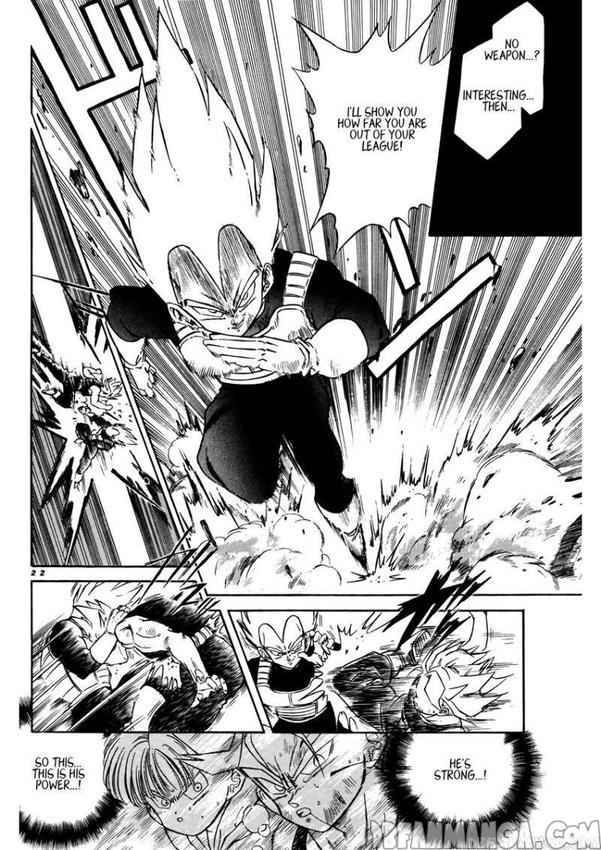 NO
WEAPON...?
INTERESTING...
THEN...
I'LL SHOW YOU
HOW FAR YOU ARE
OUT OF YOUR
LEAGUE!
22
HE'S
STRONG...!
SO THIS...
THIS IS HIS
POWER...!
DBFANMANGA.COM